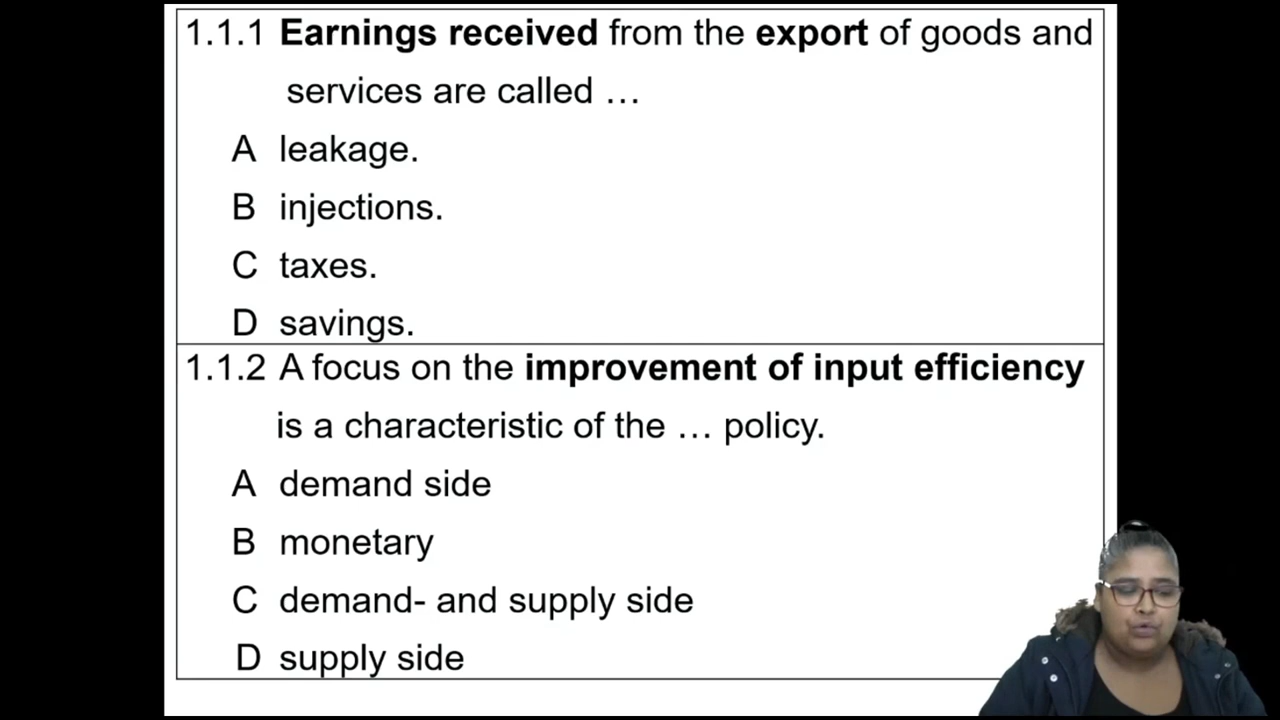 1.1.1 Earnings received from the export of goods and
services are called …
A leakage.
B injections.
C taxes.
D savings.
1.1.2 A focus on the improvement of input efficiency
is a characteristic of the … policy.
A demand side
B monetary
C demand- and supply side
D supply side